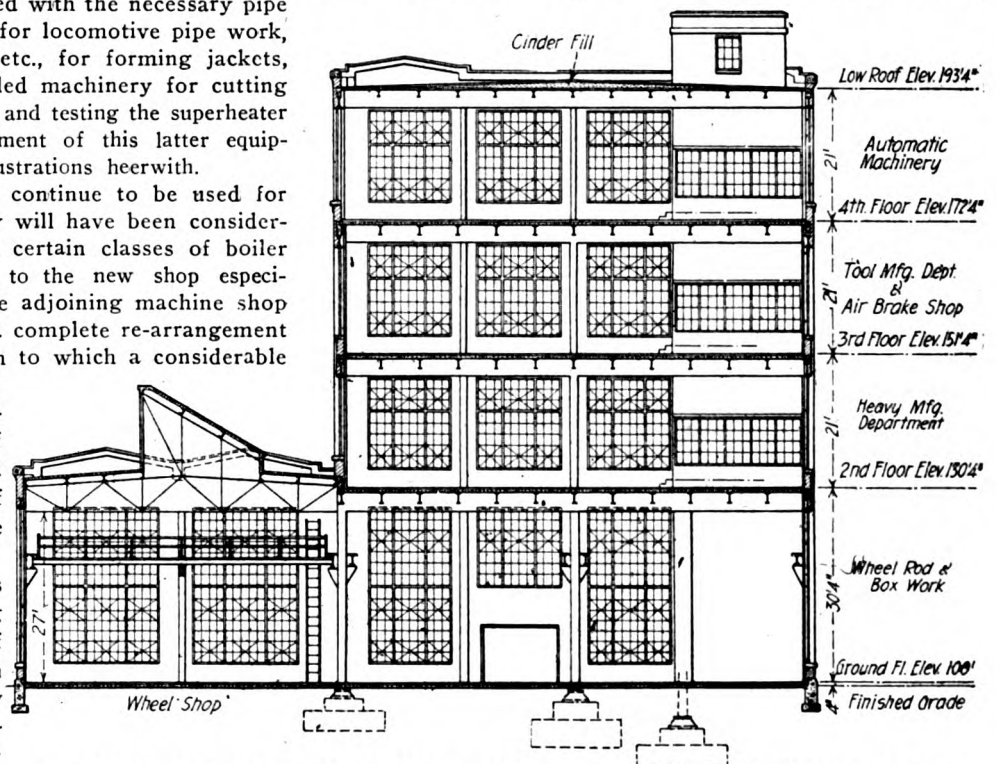 ed with the necessary pipe
for locomotive pipe work,
etc., for forming jackets,
led machinery for cutting
and testing the superheater
ment of this latter equip-
ustrations heerwith.
continue to be used for
will have been consider-
certain classes of boiler
to the new shop especi-
e adjoining machine shop
complete re-arrangement
n to which a considerable
Cinder Fill
Low Roof Elev. 193'4"
21'
Automatic
Machinery
4th. Floor Elev. 172'4"
21'
Tool Mfg. Dept.
&
Air Brake Shop
3rd Floor Elev. 151'4"
21'
Heavy Mfg.
Department
2nd Floor Elev. 130'4"
30'4"
Wheel Rod &
Box Work
27'
Ground Fl. Elev. 100'
Wheel Shop
4"
Finished Grade